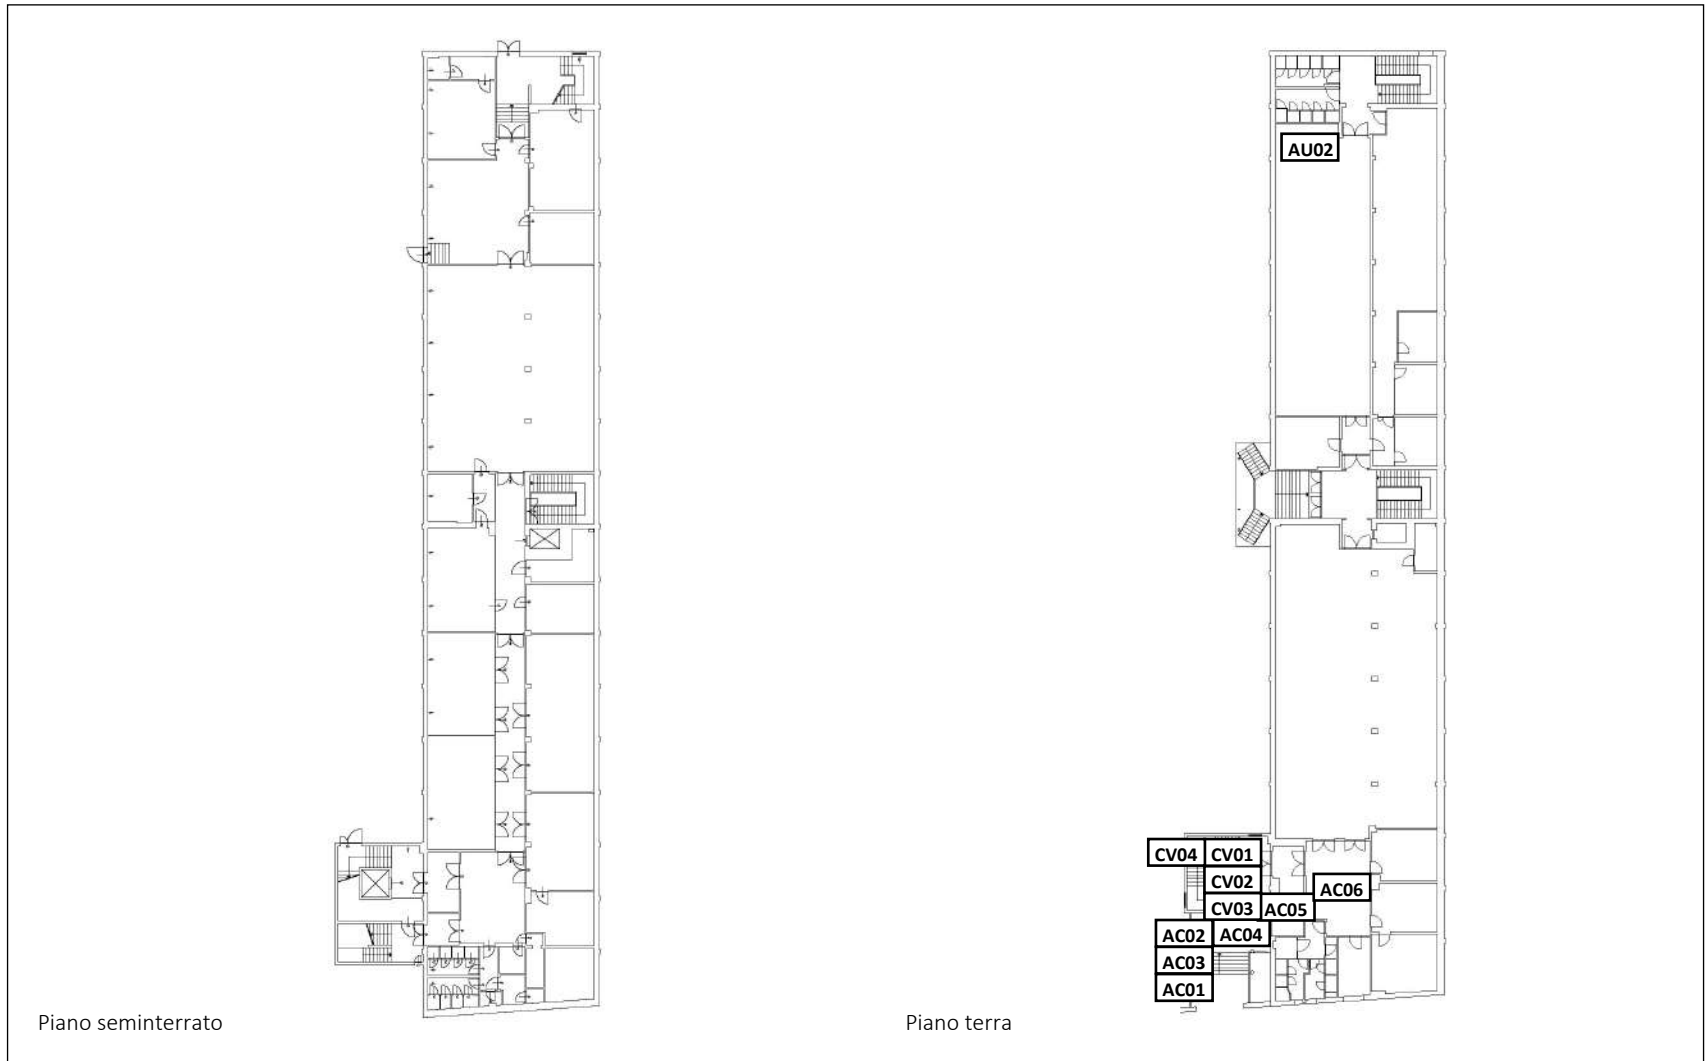 AU02
CV04 CV01
CV02
AC06
CV03 AC05
AC02 AC04
AC03
AC01
Piano seminterrato
Piano terra